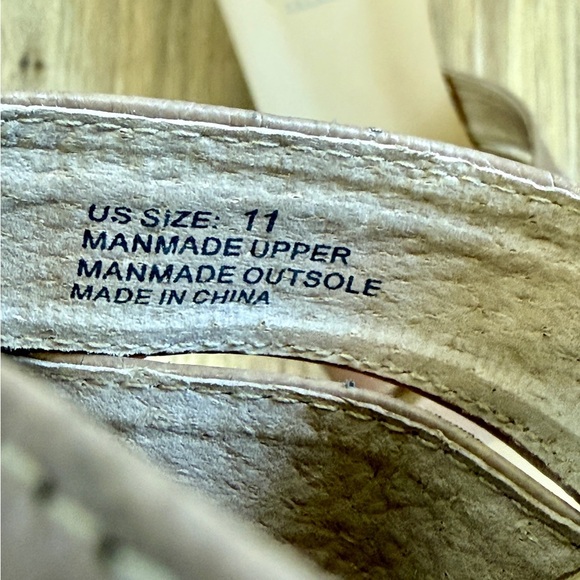 US SIZE: 11
MANMADE UPPER
MANMADE OUTSOLE
MADE IN CHINA